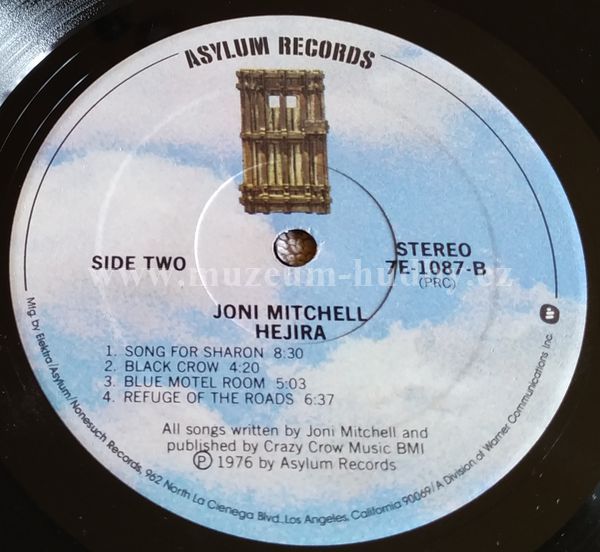 ASYLUM RECORDS
SIDE TWO
STEREO
7E-1087-B
(PRC)
www.muzeum-hudby.cz
JONI MITCHELL
HEJIRA
1. SONG FOR SHARON 8:30
2. BLACK CROW 4:20
3. BLUE MOTEL ROOM 5:03
4. REFUGE OF THE ROADS 6:37
All songs written by Joni Mitchell and
published by Crazy Crow Music BMI
Ⓟ 1976 by Asylum Records
Mfg. by Elektra/Asylum/Nonesuch Records, 962 North La Cienega Blvd., Los Angeles, California 90069/A Division of Warner Communications Inc.